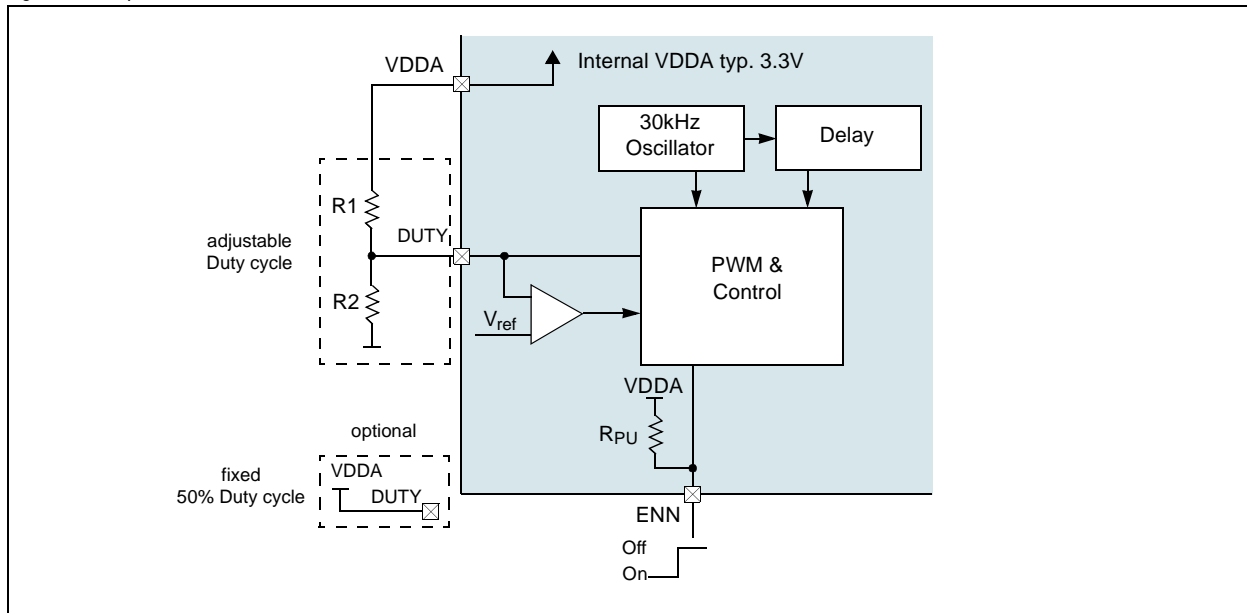 VDDA
Internal VDDA typ. 3.3V
30kHz
Oscillator
Delay
R1
adjustable
Duty cycle
DUTY
PWM &
Control
R2
Vref
VDDA
RPU
optional
fixed
50% Duty cycle
VDDA
DUTY
ENN
Off
On